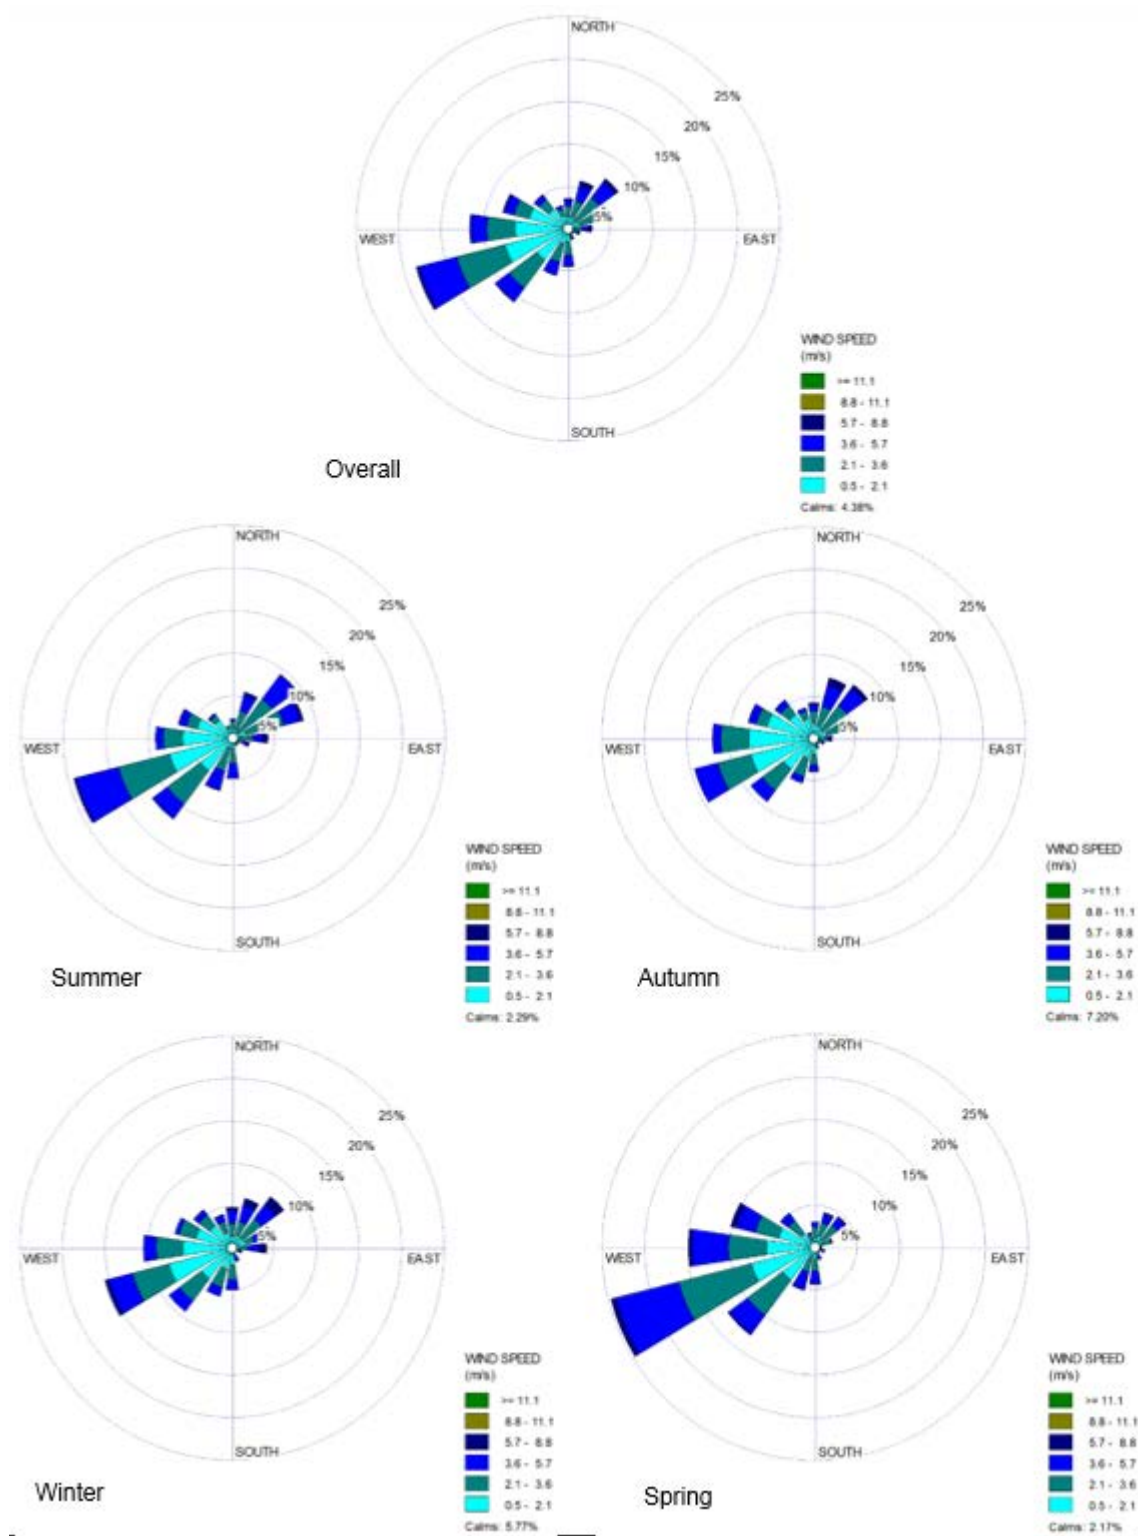 NORTH
25%
20%
15%
10%
5%
WEST
EAST
SOUTH
WIND SPEED
(m/s)
>= 11.1
8.8 - 11.1
5.7 - 8.8
3.6 - 5.7
2.1 - 3.6
0.5 - 2.1
Calms: 4.38%
Overall
NORTH
25%
20%
15%
10%
5%
WEST
EAST
SOUTH
WIND SPEED
(m/s)
>= 11.1
8.8 - 11.1
5.7 - 8.8
3.6 - 5.7
2.1 - 3.6
0.5 - 2.1
Calms: 2.29%
Summer
NORTH
25%
20%
15%
10%
5%
WEST
EAST
SOUTH
WIND SPEED
(m/s)
>= 11.1
8.8 - 11.1
5.7 - 8.8
3.6 - 5.7
2.1 - 3.6
0.5 - 2.1
Calms: 7.20%
Autumn
NORTH
25%
20%
15%
10%
5%
WEST
EAST
SOUTH
WIND SPEED
(m/s)
>= 11.1
8.8 - 11.1
5.7 - 8.8
3.6 - 5.7
2.1 - 3.6
0.5 - 2.1
Calms: 5.77%
Winter
NORTH
25%
20%
15%
10%
5%
WEST
EAST
SOUTH
WIND SPEED
(m/s)
>= 11.1
8.8 - 11.1
5.7 - 8.8
3.6 - 5.7
2.1 - 3.6
0.5 - 2.1
Calms: 2.17%
Spring